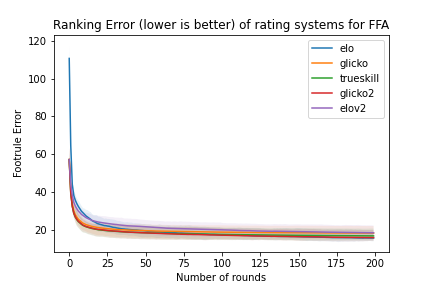 Ranking Error (lower is better) of rating systems for FFA
120
100
80
60
40
20
Footrule Error
elo
glicko
trueskill
glicko2
elov2
0 25 50 75 100 125 150 175 200
Number of rounds